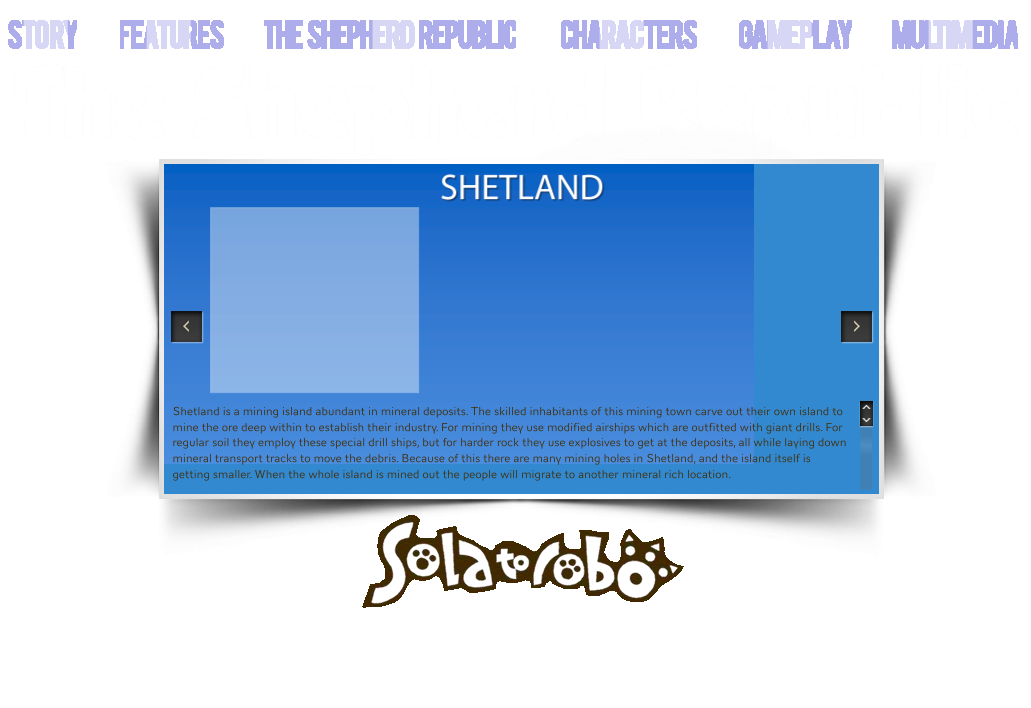 STORY FEATURES THE SHEPHERD REPUBLIC CHARACTERS GAMEPLAY MULTIMEDIA
SHETLAND
Shetland is a mining island abundant in mineral deposits. The skilled inhabitants of this mining town carve out their own island to
mine the ore deep within to establish their industry. For mining they use modified airships which are outfitted with giant drills. For
regular soil they employ these special drill ships, but for harder rock they use explosives to get at the deposits, all while laying down
mineral transport tracks to move the debris. Because of this there are many mining holes in Shetland, and the island itself is
getting smaller. When the whole island is mined out the people will migrate to another mineral rich location.
Solatorobo